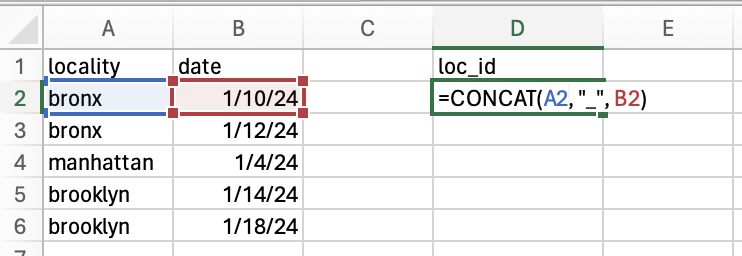 A B C D E
1 locality date loc_id
2 bronx 1/10/24 =CONCAT(A2, "_", B2)
3 bronx 1/12/24
4 manhattan 1/4/24
5 brooklyn 1/14/24
6 brooklyn 1/18/24